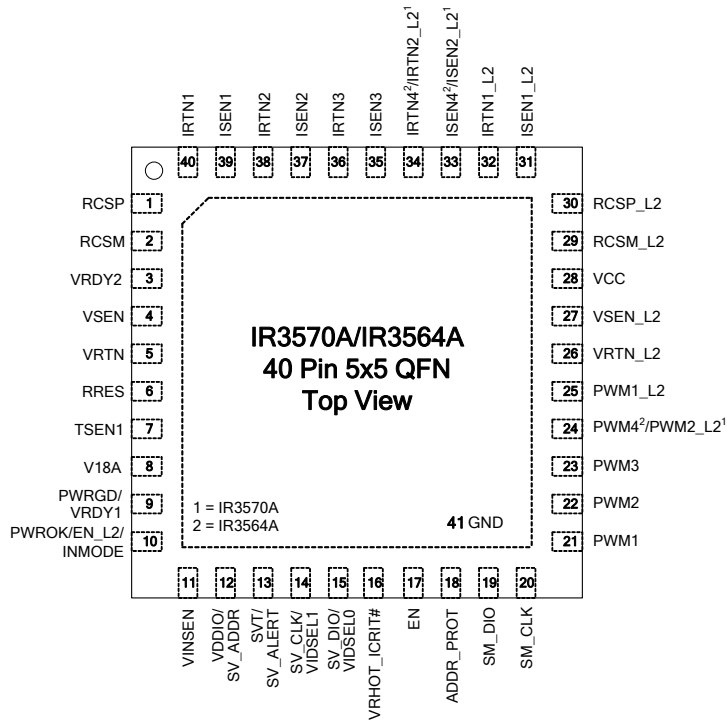 IRTN1
ISEN1
IRTN2
ISEN2
IRTN3
ISEN3
IRTN4²/IRTN2_L2¹
ISEN4²/ISEN2_L2¹
IRTN1_L2
ISEN1_L2
40 39 38 37 36 35 34 33 32 31
RCSP 1
RCSM 2
VRDY2 3
VSEN 4
VRTN 5
RRES 6
TSEN1 7
V18A 8
PWRGD/
VRDY1 9
PWROK/EN_L2/
INMODE 10
IR3570A/IR3564A
40 Pin 5x5 QFN
Top View
1 = IR3570A
2 = IR3564A
41 GND
30 RCSP_L2
29 RCSM_L2
28 VCC
27 VSEN_L2
26 VRTN_L2
25 PWM1_L2
24 PWM4²/PWM2_L2¹
23 PWM3
22 PWM2
21 PWM1
11 12 13 14 15 16 17 18 19 20
VINSEN
VDDIO/
SV_ADDR
SVT/
SV_ALERT
SV_CLK/
VIDSEL1
SV_DIO/
VIDSEL0
VRHOT_ICRIT#
EN
ADDR_PROT
SM_DIO
SM_CLK